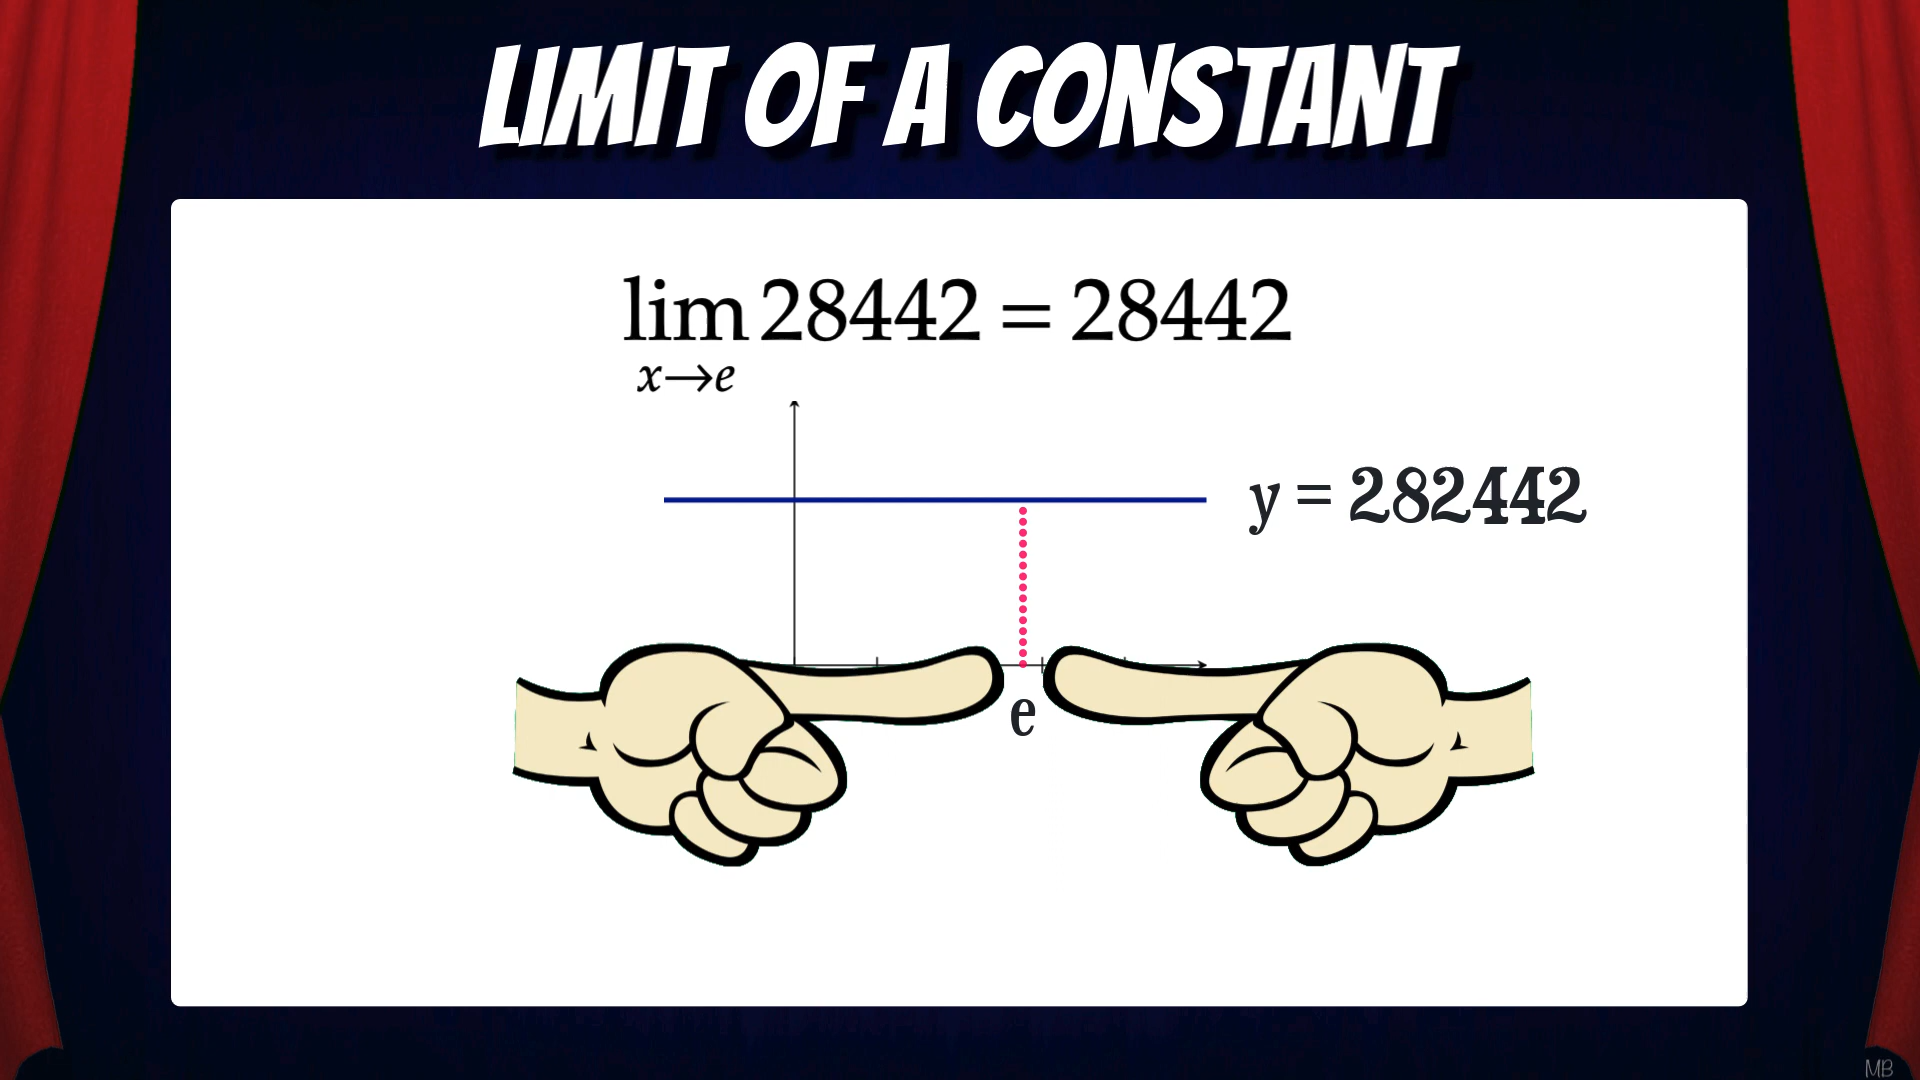 LIMIT OF A CONSTANT
lim 28442 = 28442
x→e
y = 282442
e
MB